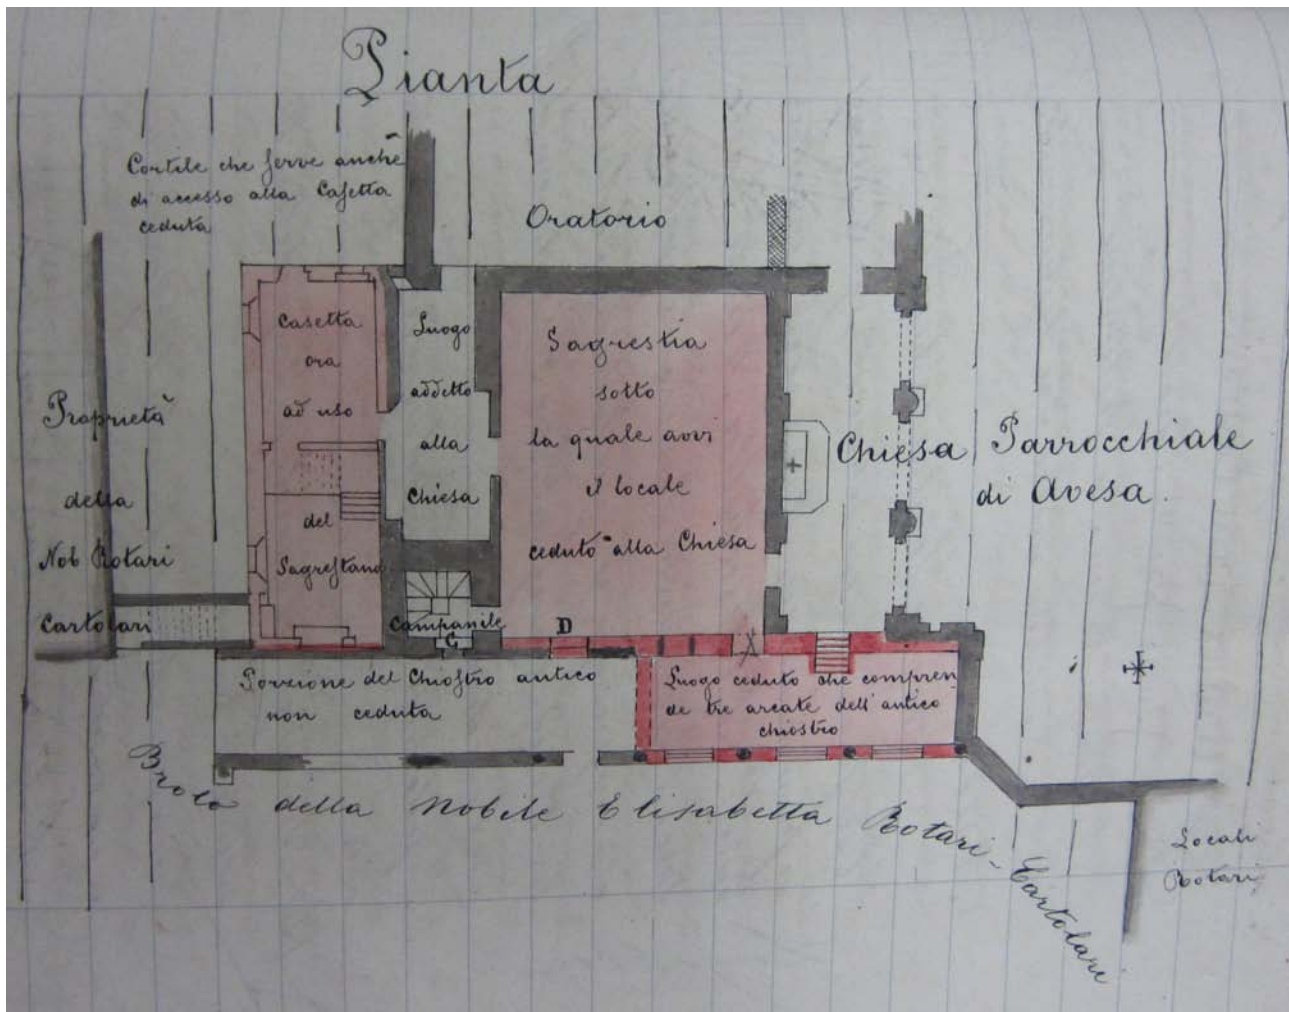 Pianta
Cortile che serve anche
di accesso alla Casetta
ceduta
Oratorio
Casetta
ora
ad uso
del
Sagrestano
Luogo
addetto
alla
Chiesa
Sagrestia
sotto
la quale avvi
il locale
ceduto alla Chiesa
Chiesa Parrocchiale
di Avesa.
Proprietà
della
Nob Rotari
Cartolari
Campanile
C
D
Porzione del Chiostro antico
non ceduta
Luogo ceduto che compren
de tre arcate dell'antico
chiostro
Brolo della Nobile Elisabetta Rotari-Cartolari
Locali
Rotari